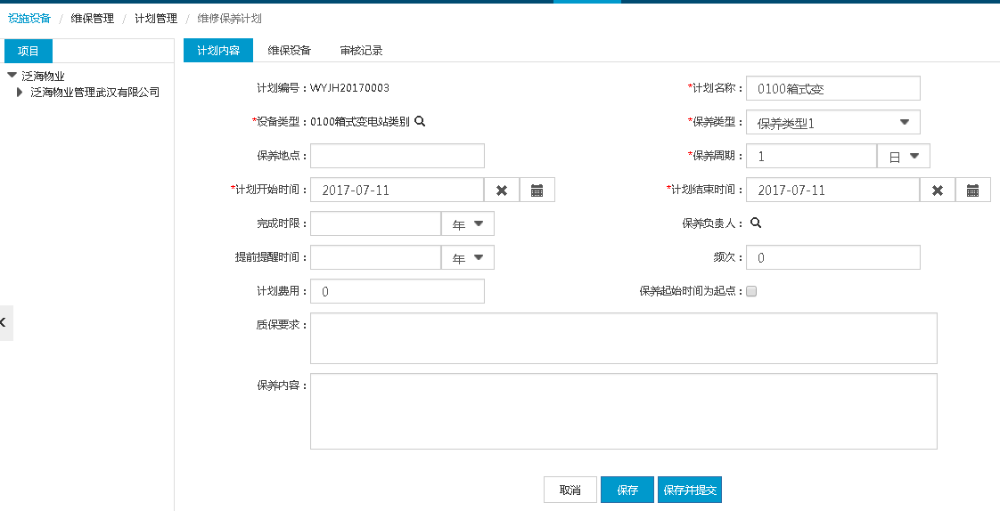 设施设备 / 维保管理 / 计划管理 / 维修保养计划
项目
泛海物业
泛海物业管理武汉有限公司
计划内容 维保设备 审核记录
计划编号：WYJH20170003 *计划名称：0100箱式变
*设备类型：0100箱式变电站类别 *保养类型：保养类型1
保养地点： *保养周期：1 日
*计划开始时间：2017-07-11 *计划结束时间：2017-07-11
完成时限： 年 保养负责人：
提前提醒时间： 年 频次：0
计划费用：0 保养起始时间为起点：
质保要求：
保养内容：
取消 保存 保存并提交